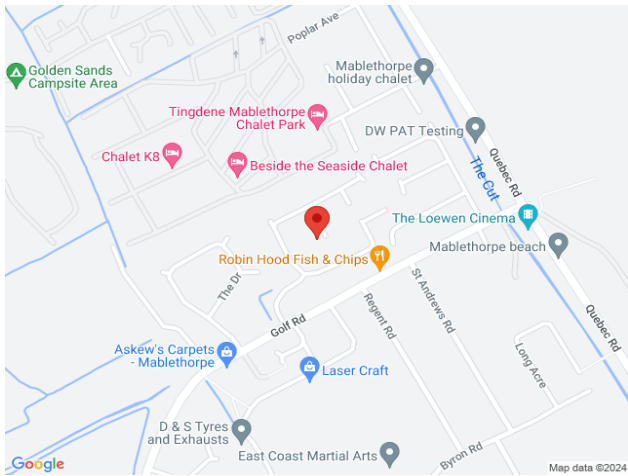 Poplar Ave
Golden Sands
Campsite Area
Mablethorpe
holiday chalet
Tingdene Mablethorpe
Chalet Park
DW PAT Testing
Chalet K8
Beside the Seaside Chalet
Quebec Rd
The Cut
The Loewen Cinema
Mablethorpe beach
Robin Hood Fish & Chips
The Dr
St Andrews Rd
Regent Rd
Golf Rd
Quebec Rd
Askew's Carpets
- Mablethorpe
Laser Craft
Long Acre
D & S Tyres
and Exhausts
East Coast Martial Arts
Byron Rd
Google
Map data ©2024